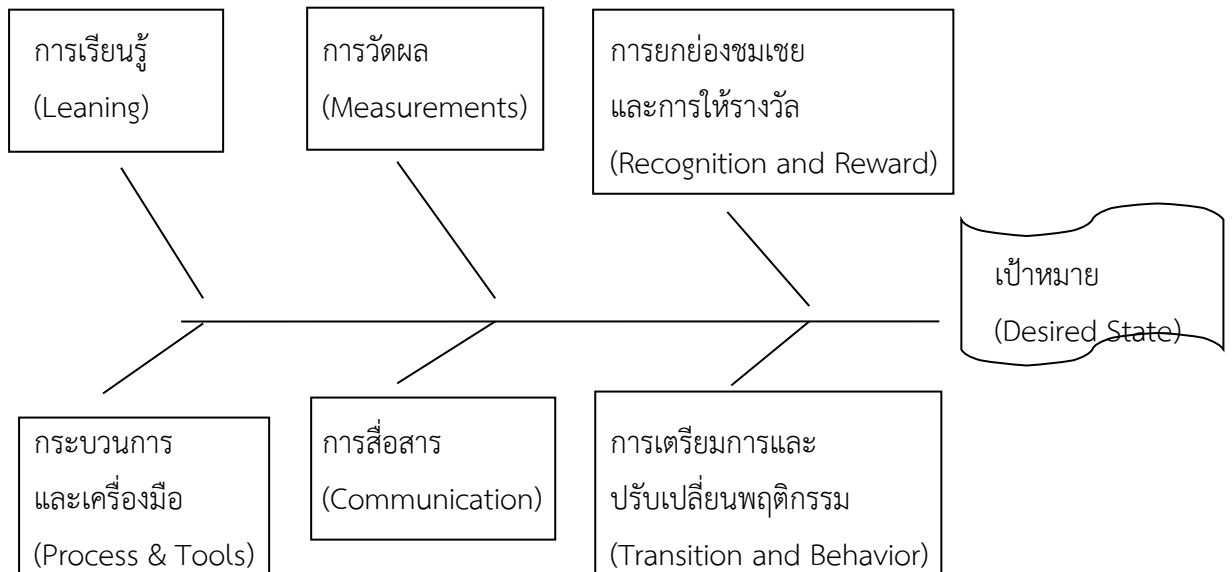 การเรียนรู้
(Leaning)
การวัดผล
(Measurements)
การยกย่องชมเชย
และการให้รางวัล
(Recognition and Reward)
เป้าหมาย
(Desired State)
กระบวนการ
และเครื่องมือ
(Process & Tools)
การสื่อสาร
(Communication)
การเตรียมการและ
ปรับเปลี่ยนพฤติกรรม
(Transition and Behavior)